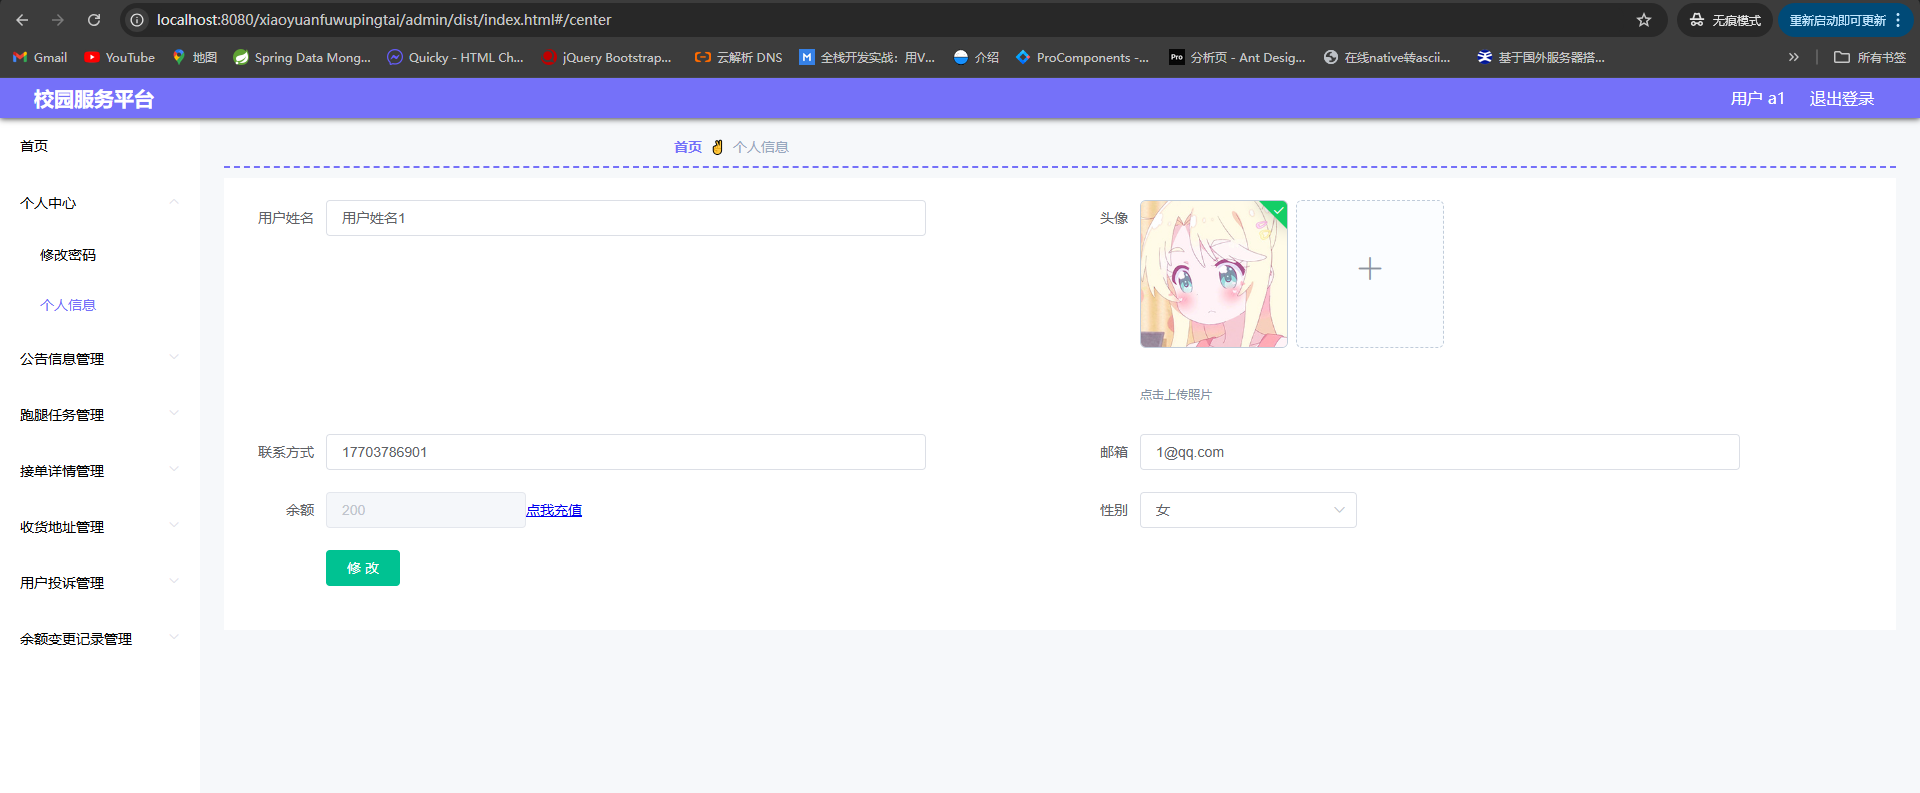 localhost:8080/xiaoyuanfuwupingtai/admin/dist/index.html#/center
无痕模式
重新启动即可更新
Gmail
YouTube
地图
Spring Data Mong...
Quicky - HTML Ch...
jQuery Bootstrap...
云解析 DNS
M 全栈开发实战：用V...
介绍
ProComponents -...
Pro 分析页 - Ant Desig...
在线native转ascii...
基于国外服务器搭...
»
所有书签
校园服务平台
用户 a1
退出登录
首页
个人中心
修改密码
个人信息
公告信息管理
跑腿任务管理
接单详情管理
收货地址管理
用户投诉管理
余额变更记录管理
首页 ✌ 个人信息
用户姓名 用户姓名1
头像
点击上传照片
联系方式 17703786901
邮箱 1@qq.com
余额 200 点我充值
性别 女
修 改